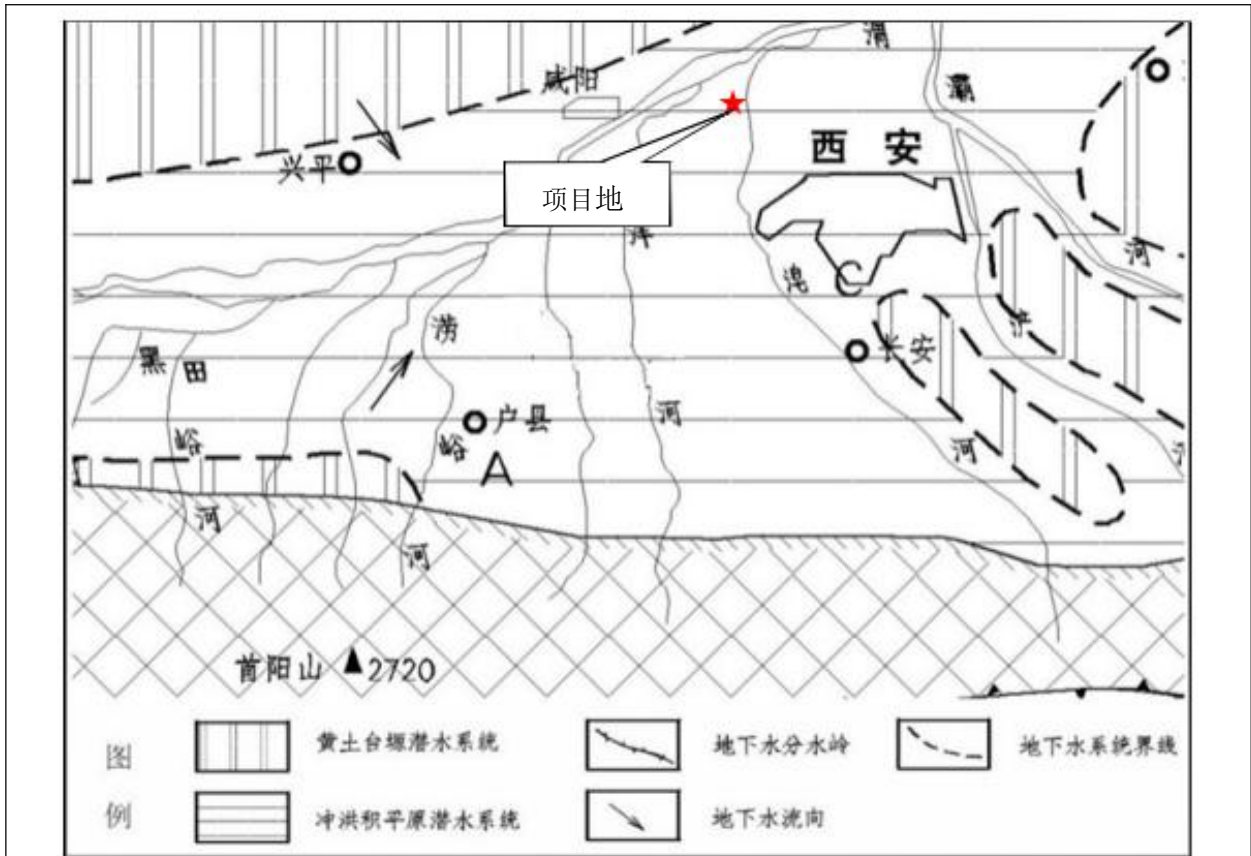 渭
咸阳
灞
西安
兴平
项目地
沣
河
浐
皂
涝
长安
黑
田
河
户县
峪
峪
河
A
河
河
首阳山 2720
图例
黄土台塬潜水系统
地下水分水岭
地下水系统界线
冲洪积平原潜水系统
地下水流向